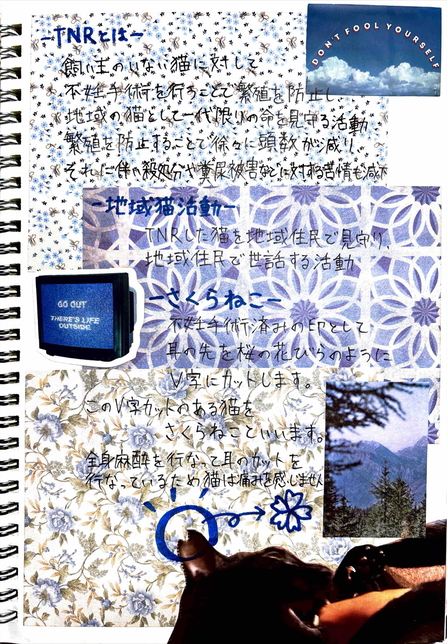 -TNRとは-
DON'T FOOL YOURSELF
飼い主のいない猫に対して
不妊手術を行うことで繁殖を防止し、
地域の猫として一代限りの命を見守る活動
繁殖を防止することで徐々に頭数が減り、
それに伴い殺処分や糞尿被害などに対する苦情も減少
-地域猫活動-
TNRした猫を地域住民で見守り、
地域住民で世話する活動
GO OUT
THERE'S LIFE
OUTSIDE
-さくらねこ-
不妊手術済みの印として
耳の先を桜の花びらのように
V字にカットします。
このV字カットのある猫を
さくらねこといいます。
全身麻酔を行なって耳のカットを
行なっているため猫は痛みを感じません